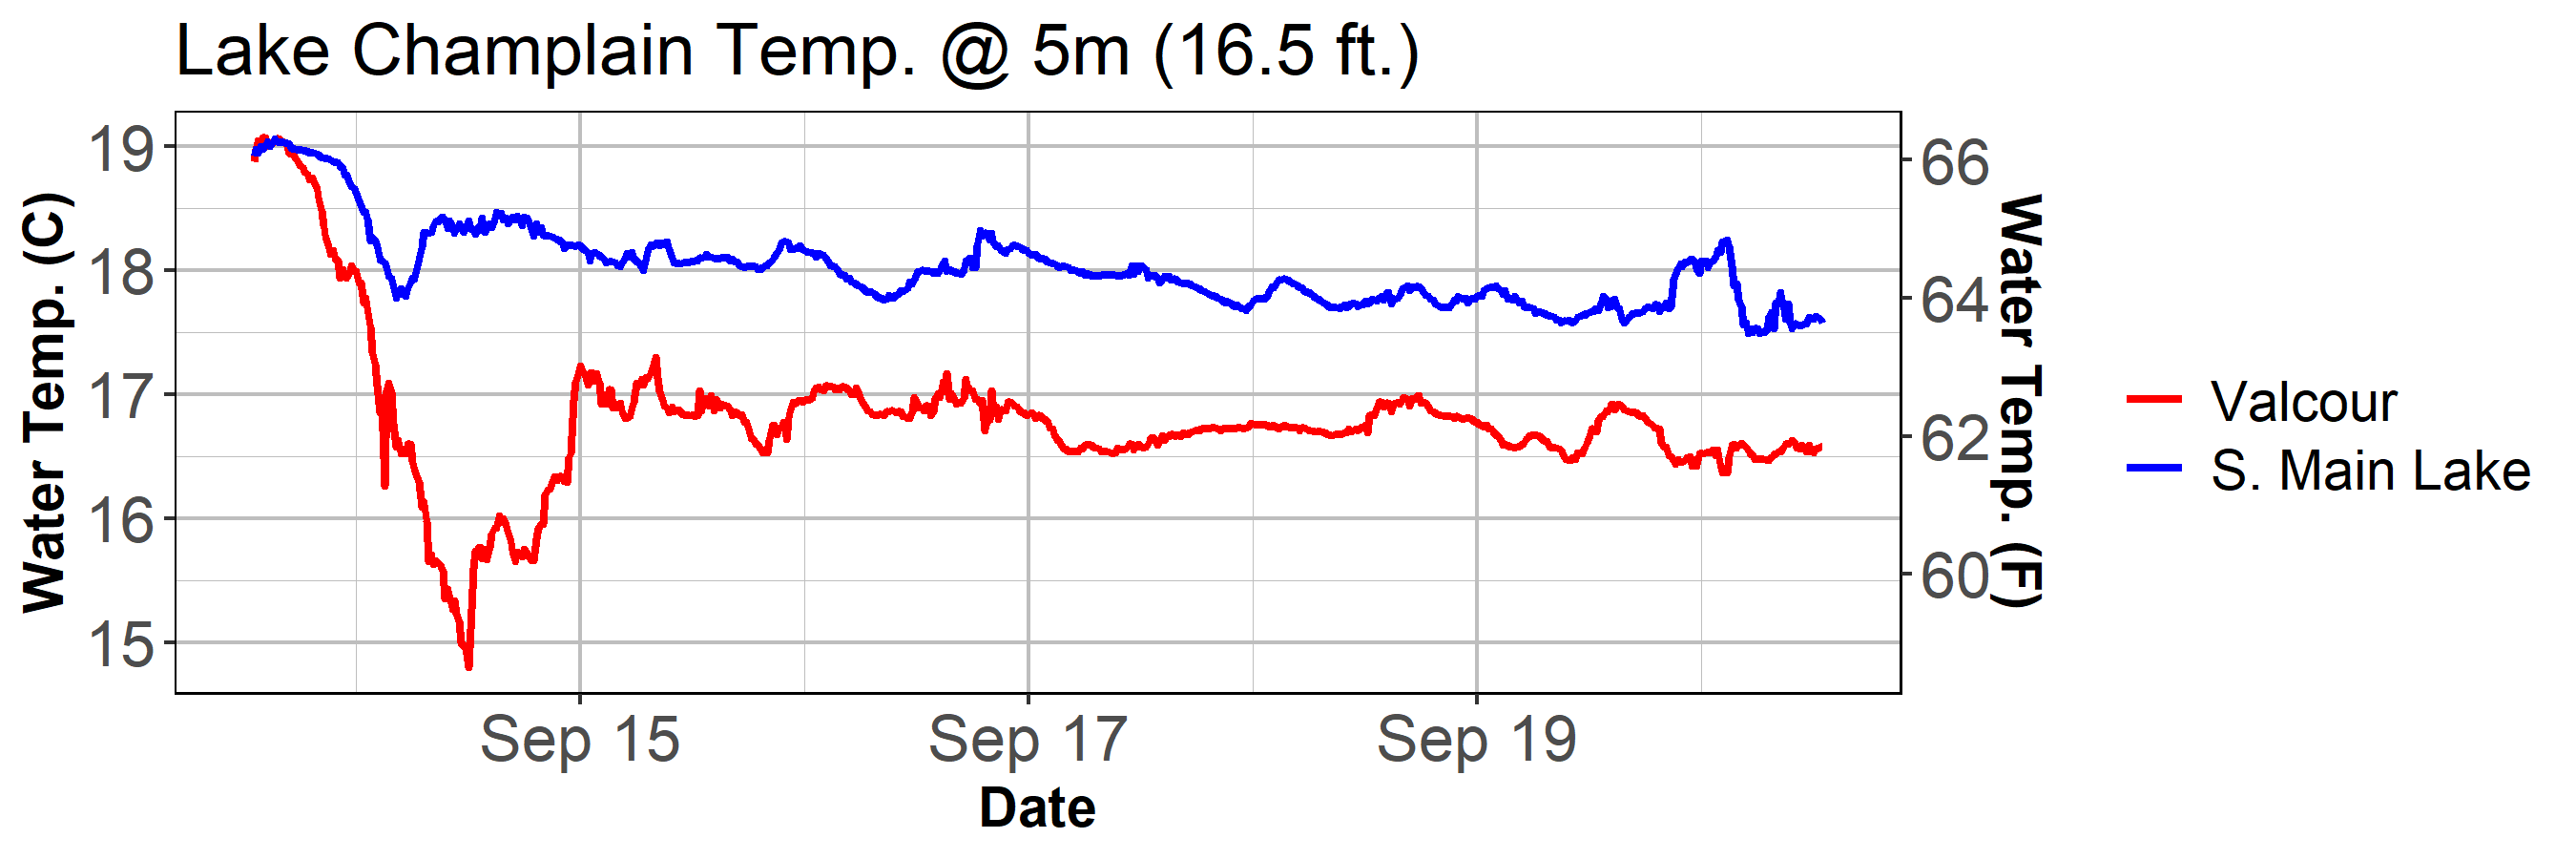 Lake Champlain Temp. @ 5m (16.5 ft.)
Water Temp. (C)
19
18
17
16
15
66
64
62
60
Water Temp. (F)
Sep 15
Sep 17
Sep 19
Date
Valcour
S. Main Lake